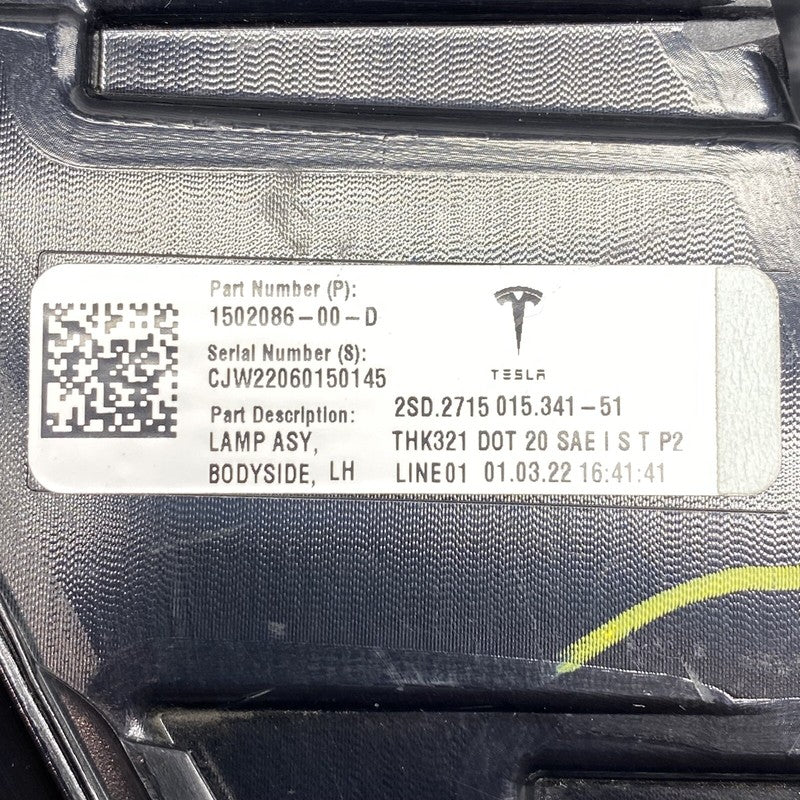 Part Number (P):
1502086-00-D
Serial Number (S):
CJW22060150145
Part Description:
LAMP ASY,
BODYSIDE, LH
TESLA
2SD.2715 015.341-51
THK321 DOT 20 SAE I S T P2
LINE01 01.03.22 16:41:41